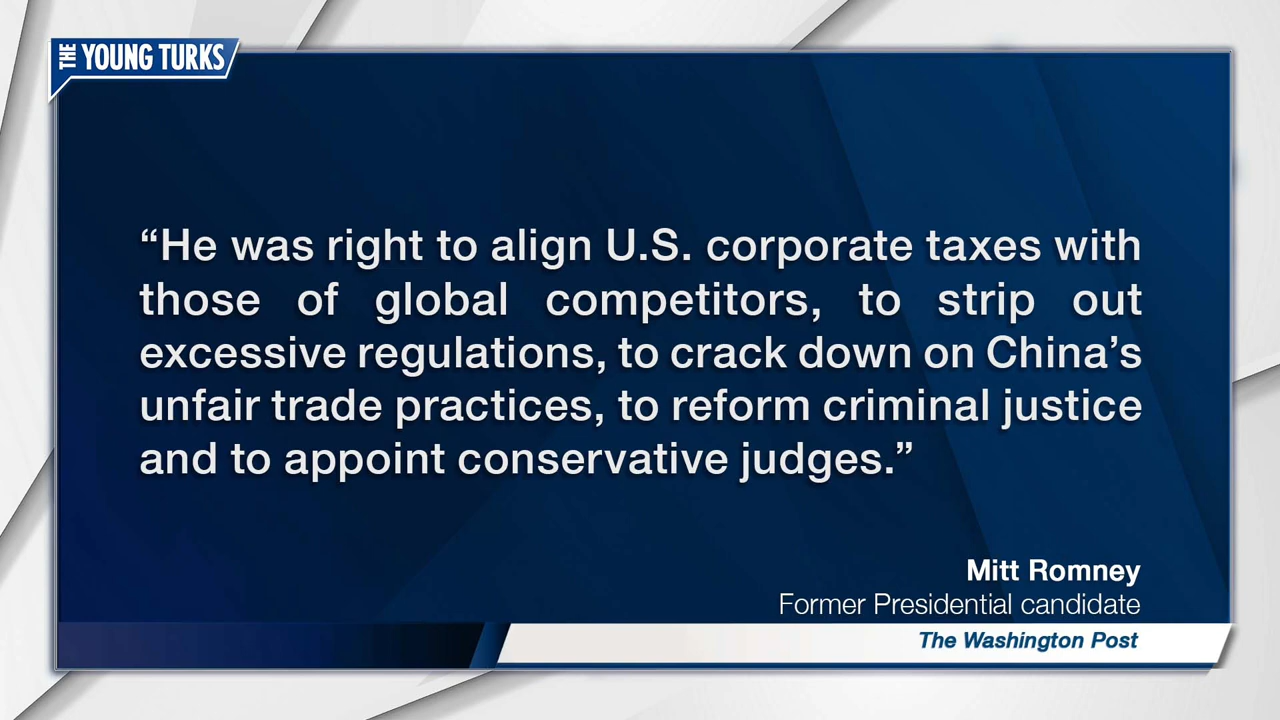 THE YOUNG TURKS
“He was right to align U.S. corporate taxes with
those of global competitors, to strip out
excessive regulations, to crack down on China’s
unfair trade practices, to reform criminal justice
and to appoint conservative judges.”
Mitt Romney
Former Presidential candidate
The Washington Post